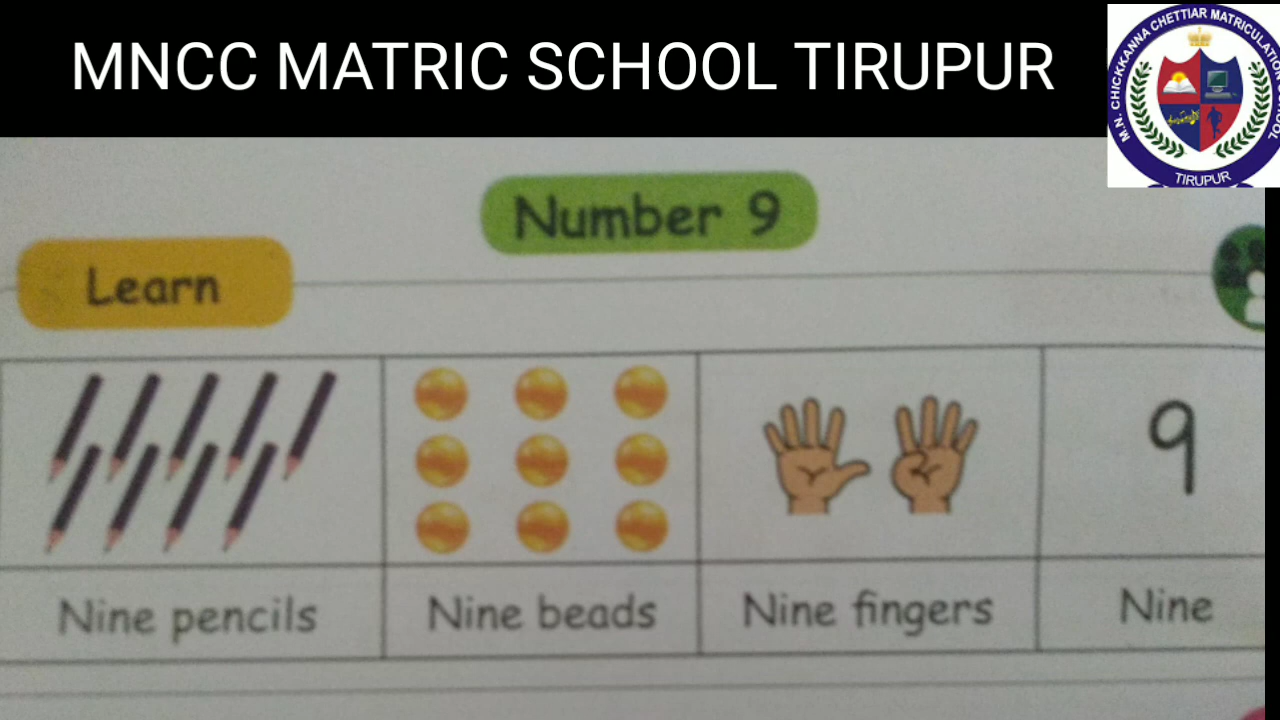 MNCC MATRIC SCHOOL TIRUPUR
M.N. CHICKKANNA CHETTIAR MATRICULATION SCHOOL
TIRUPUR
Number 9
Learn
9
Nine pencils
Nine beads
Nine fingers
Nine